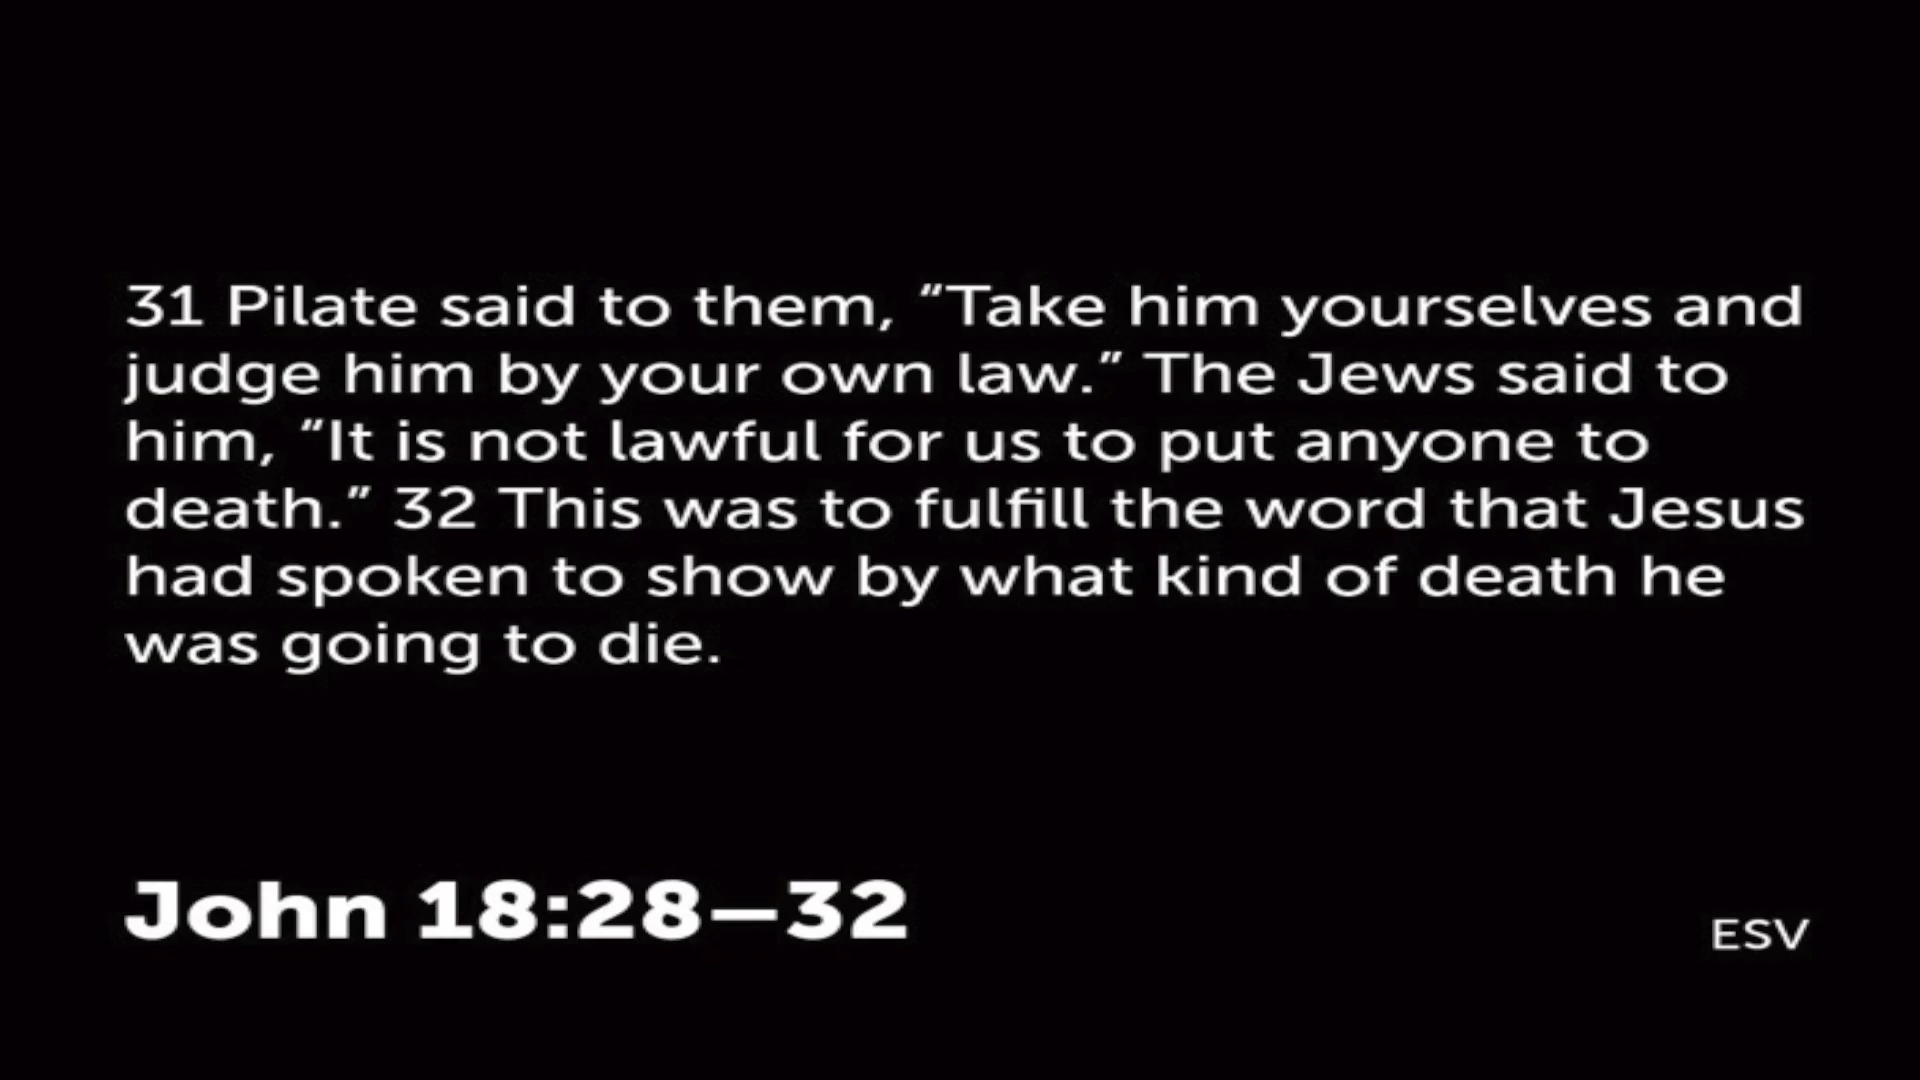 31 Pilate said to them, “Take him yourselves and
judge him by your own law.” The Jews said to
him, “It is not lawful for us to put anyone to
death.” 32 This was to fulfill the word that Jesus
had spoken to show by what kind of death he
was going to die.
John 18:28–32
ESV